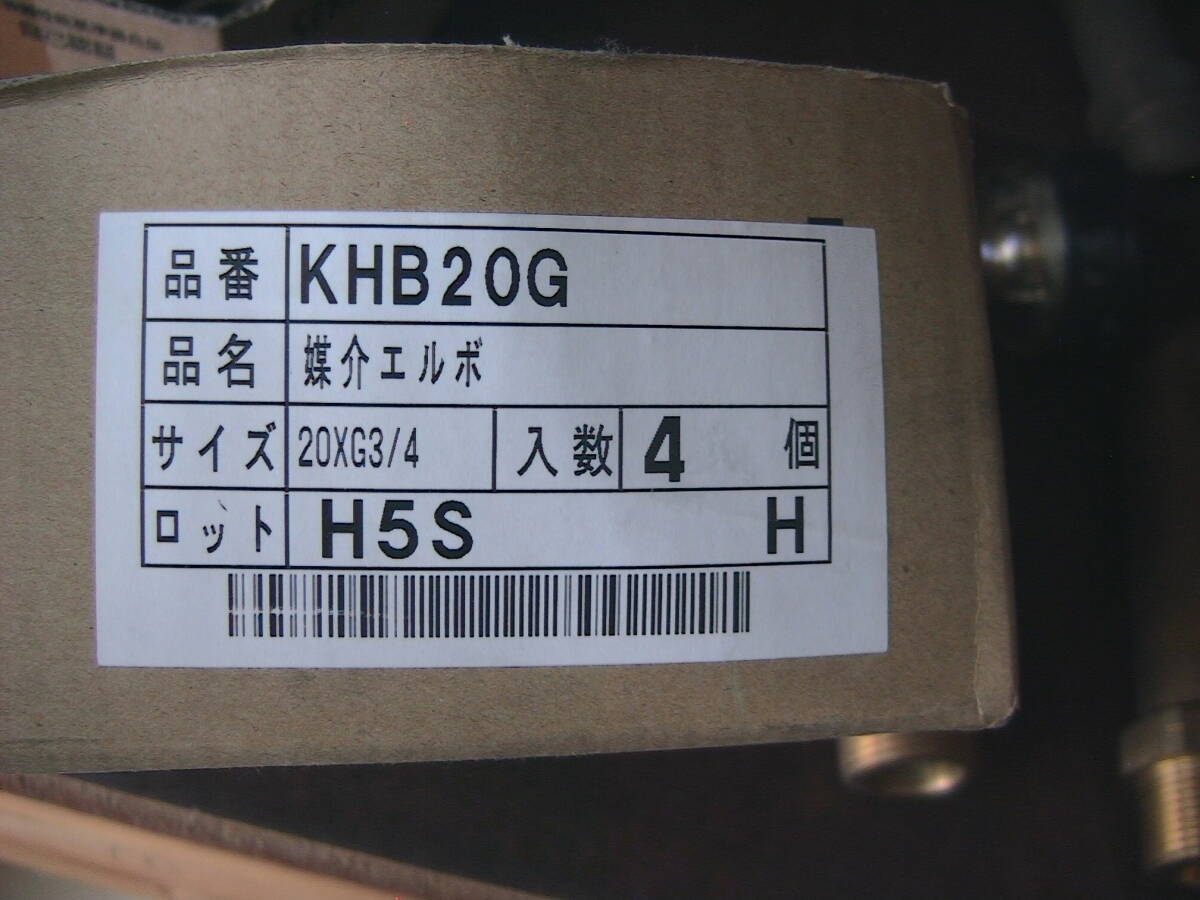 品番 KHB20G
品名 媒介エルボ
サイズ 20XG3/4 入数 4 個
ロット H5S H